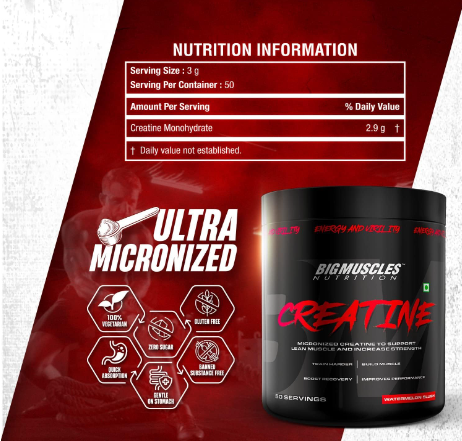 NUTRITION INFORMATION
Serving Size : 3 g
Serving Per Container : 50
Amount Per Serving % Daily Value
Creatine Monohydrate 2.9 g †
† Daily value not established.
ULTRA
MICRONIZED
100%
VEGETARIAN
GLUTEN FREE
ZERO SUGAR
QUICK
ABSORPTION
BANNED
SUBSTANCE FREE
GENTLE
ON STOMACH
ENERGY AND VIRILITY
BIGMUSCLES
NUTRITION
CREATINE
MICRONIZED CREATINE TO SUPPORT
LEAN MUSCLE AND INCREASE STRENGTH
TRAIN HARDER BUILD MUSCLE
BOOST RECOVERY IMPROVES PERFORMANCE
50 SERVINGS
WATERMELON